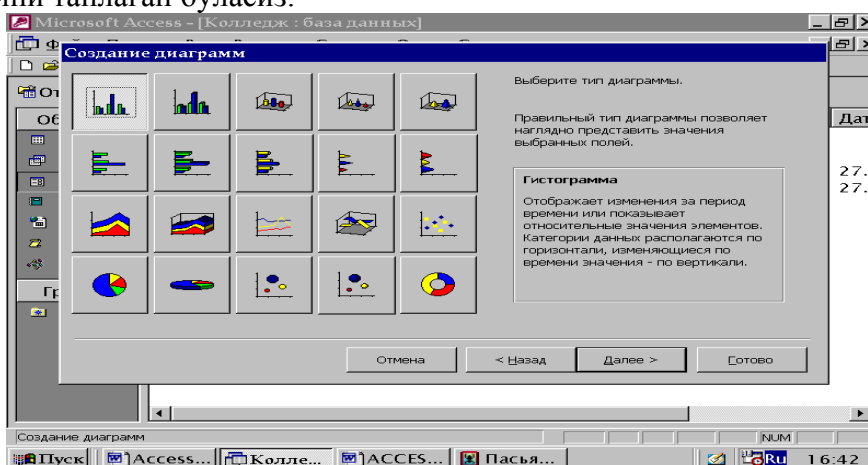 танлаган буласиз.
Microsoft Access - [Колледж : база данных]
Создание диаграмм
Выберите тип диаграммы.
Правильный тип диаграммы позволяет
наглядно представить значения
выбранных полей.
Гистограмма
Отображает изменения за период
времени или показывает
относительные значения элементов.
Категории данных располагаются по
горизонтали, изменяющиеся по
времени значения - по вертикали.
Об
Дат
27.
27.
Гр
Отмена
< Назад
Далее >
Готово
Создание диаграмм
NUM
Пуск
Access...
Колле...
ACCES...
Пасья...
Ru
16:42